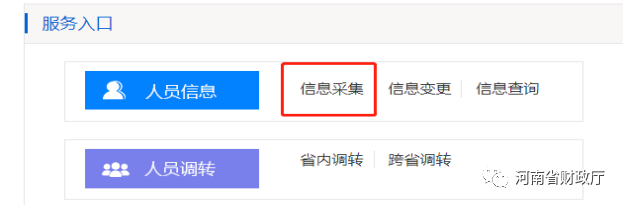 服务入口
人员信息 信息采集 信息变更 信息查询
人员调转 省内调转 跨省调转
河南省财政厅